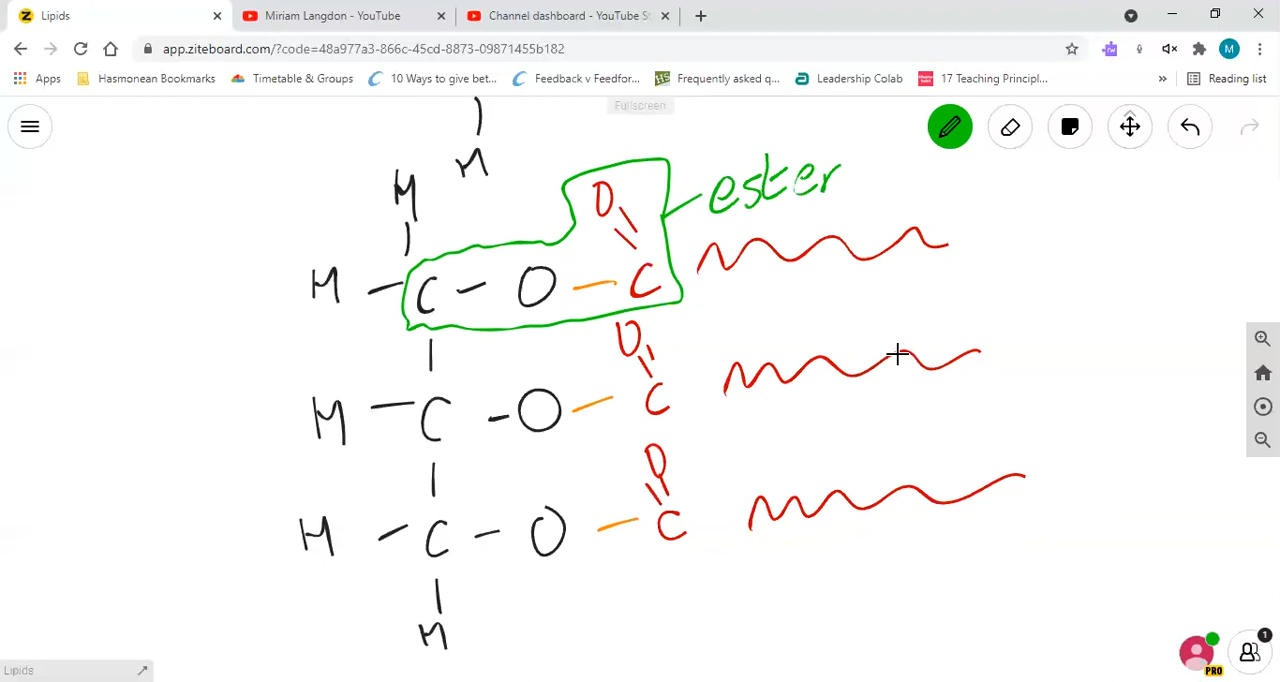 Lipids
Miriam Langdon - YouTube
Channel dashboard - YouTube St
app.ziteboard.com/?code=48a977a3-866c-45cd-8873-09871455b182
M
Apps
Hasmonean Bookmarks
Timetable & Groups
10 Ways to give bet...
Feedback v Feedfor...
Frequently asked q...
Leadership Colab
17 Teaching Principl...
»
Reading list
Fullscreen
H
H
O
ester
H - C - O - C
O
H - C - O - C
O
H - C - O - C
H
1
PRO
Lipids